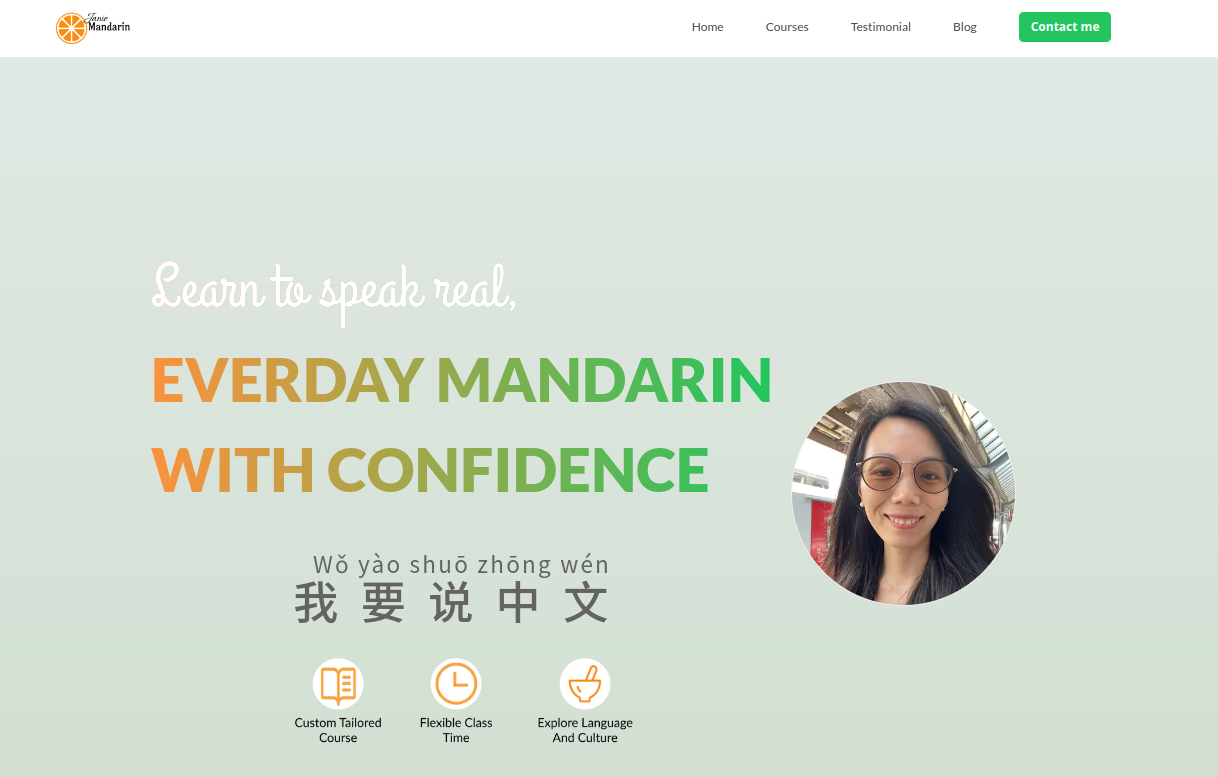 Janie
Mandarin
Home
Courses
Testimonial
Blog
Contact me
Learn to speak real,
EVERDAY MANDARIN
WITH CONFIDENCE
Wǒ yào shuō zhōng wén
我 要 说 中 文
Custom Tailored
Course
Flexible Class
Time
Explore Language
And Culture